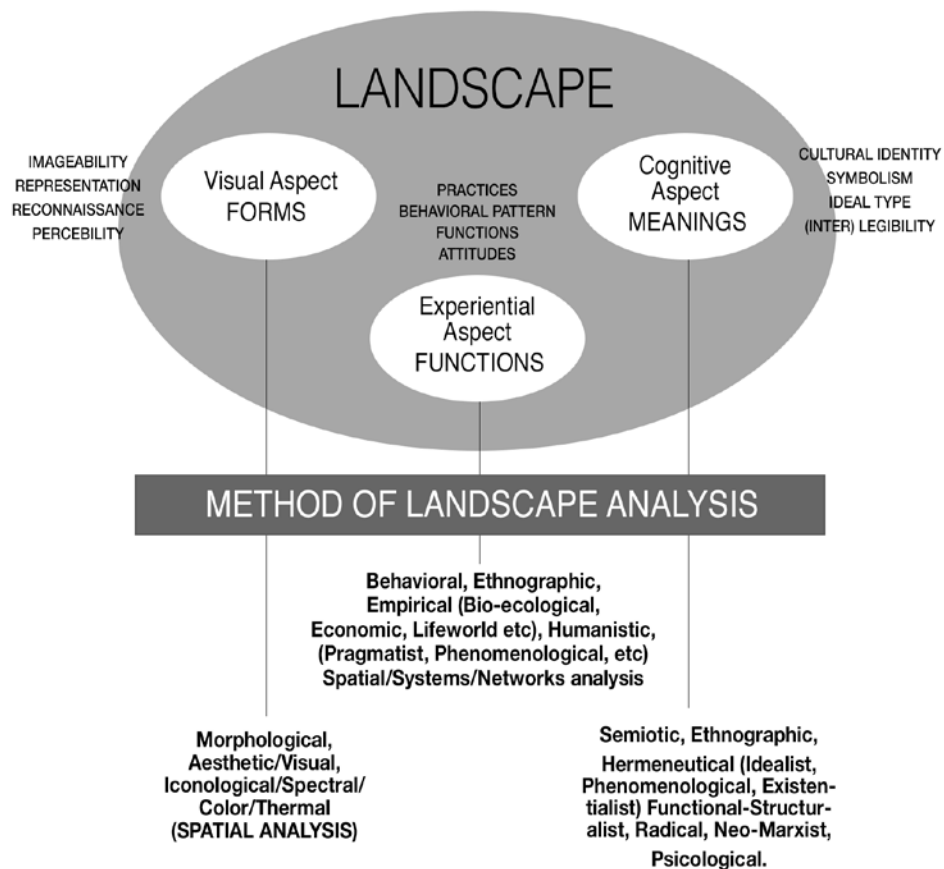 LANDSCAPE
IMAGEABILITY
REPRESENTATION
RECONNAISSANCE
PERCEBILITY
Visual Aspect
FORMS
PRACTICES
BEHAVIORAL PATTERN
FUNCTIONS
ATTITUDES
Cognitive
Aspect
MEANINGS
CULTURAL IDENTITY
SYMBOLISM
IDEAL TYPE
(INTER) LEGIBILITY
Experiential
Aspect
FUNCTIONS
METHOD OF LANDSCAPE ANALYSIS
Behavioral, Ethnographic,
Empirical (Bio-ecological,
Economic, Lifeworld etc), Humanistic,
(Pragmatist, Phenomenological, etc)
Spatial/Systems/Networks analysis
Morphological,
Aesthetic/Visual,
Iconological/Spectral/
Color/Thermal
(SPATIAL ANALYSIS)
Semiotic, Ethnographic,
Hermeneutical (Idealist,
Phenomenological, Existen-
tialist) Functional-Structur-
alist, Radical, Neo-Marxist,
Psicological.